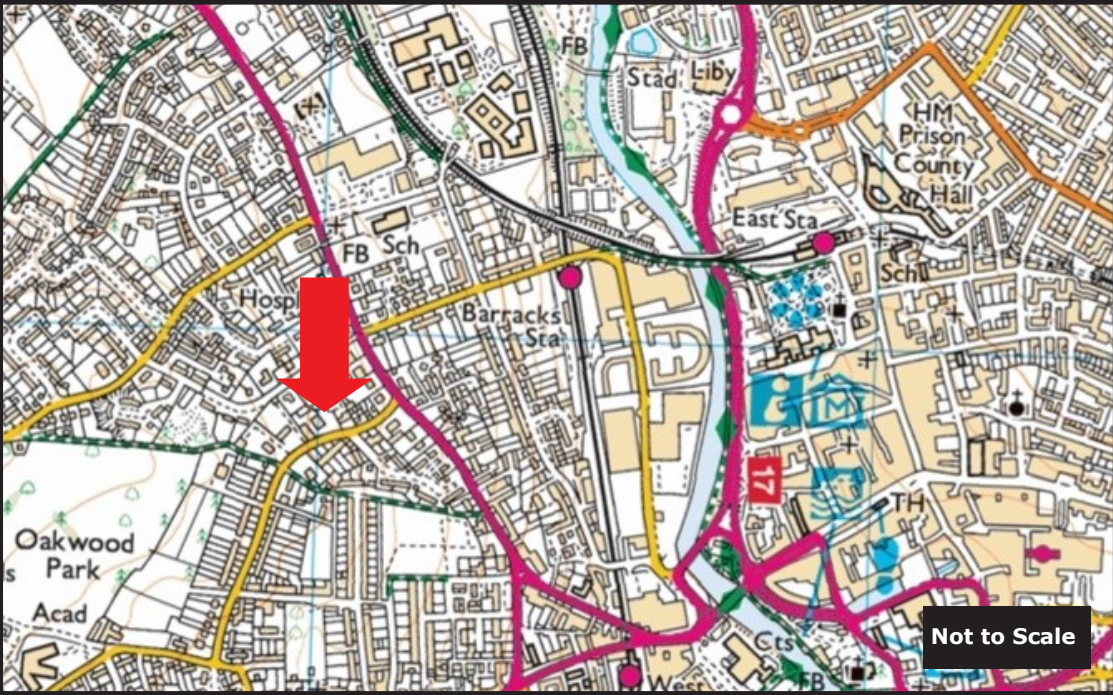 FB
Stad
Liby
HM
Prison
County
Hall
East Sta
FB
Sch
Sch
Hospl
Barracks
Sta
M
17
TH
Oakwood
Park
Acad
Not to Scale
Cts
FB
West